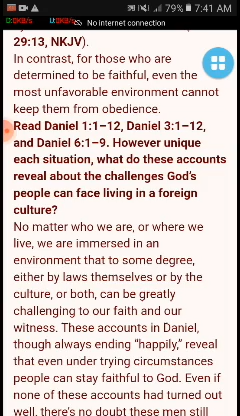 79% 7:41 AM
U:0KB/s D:0KB/s No internet connection
29:13, NKJV).
In contrast, for those who are
determined to be faithful, even the
most unfavorable environment cannot
keep them from obedience.
Read Daniel 1:1–12, Daniel 3:1–12,
and Daniel 6:1–9. However unique
each situation, what do these accounts
reveal about the challenges God’s
people can face living in a foreign
culture?
No matter who we are, or where we
live, we are immersed in an
environment that to some degree,
either by laws themselves or by the
culture, or both, can be greatly
challenging to our faith and our
witness. These accounts in Daniel,
though always ending “happily,” reveal
that even under trying circumstances
people can stay faithful to God. Even if
none of these accounts had turned out
well, there’s no doubt these men still